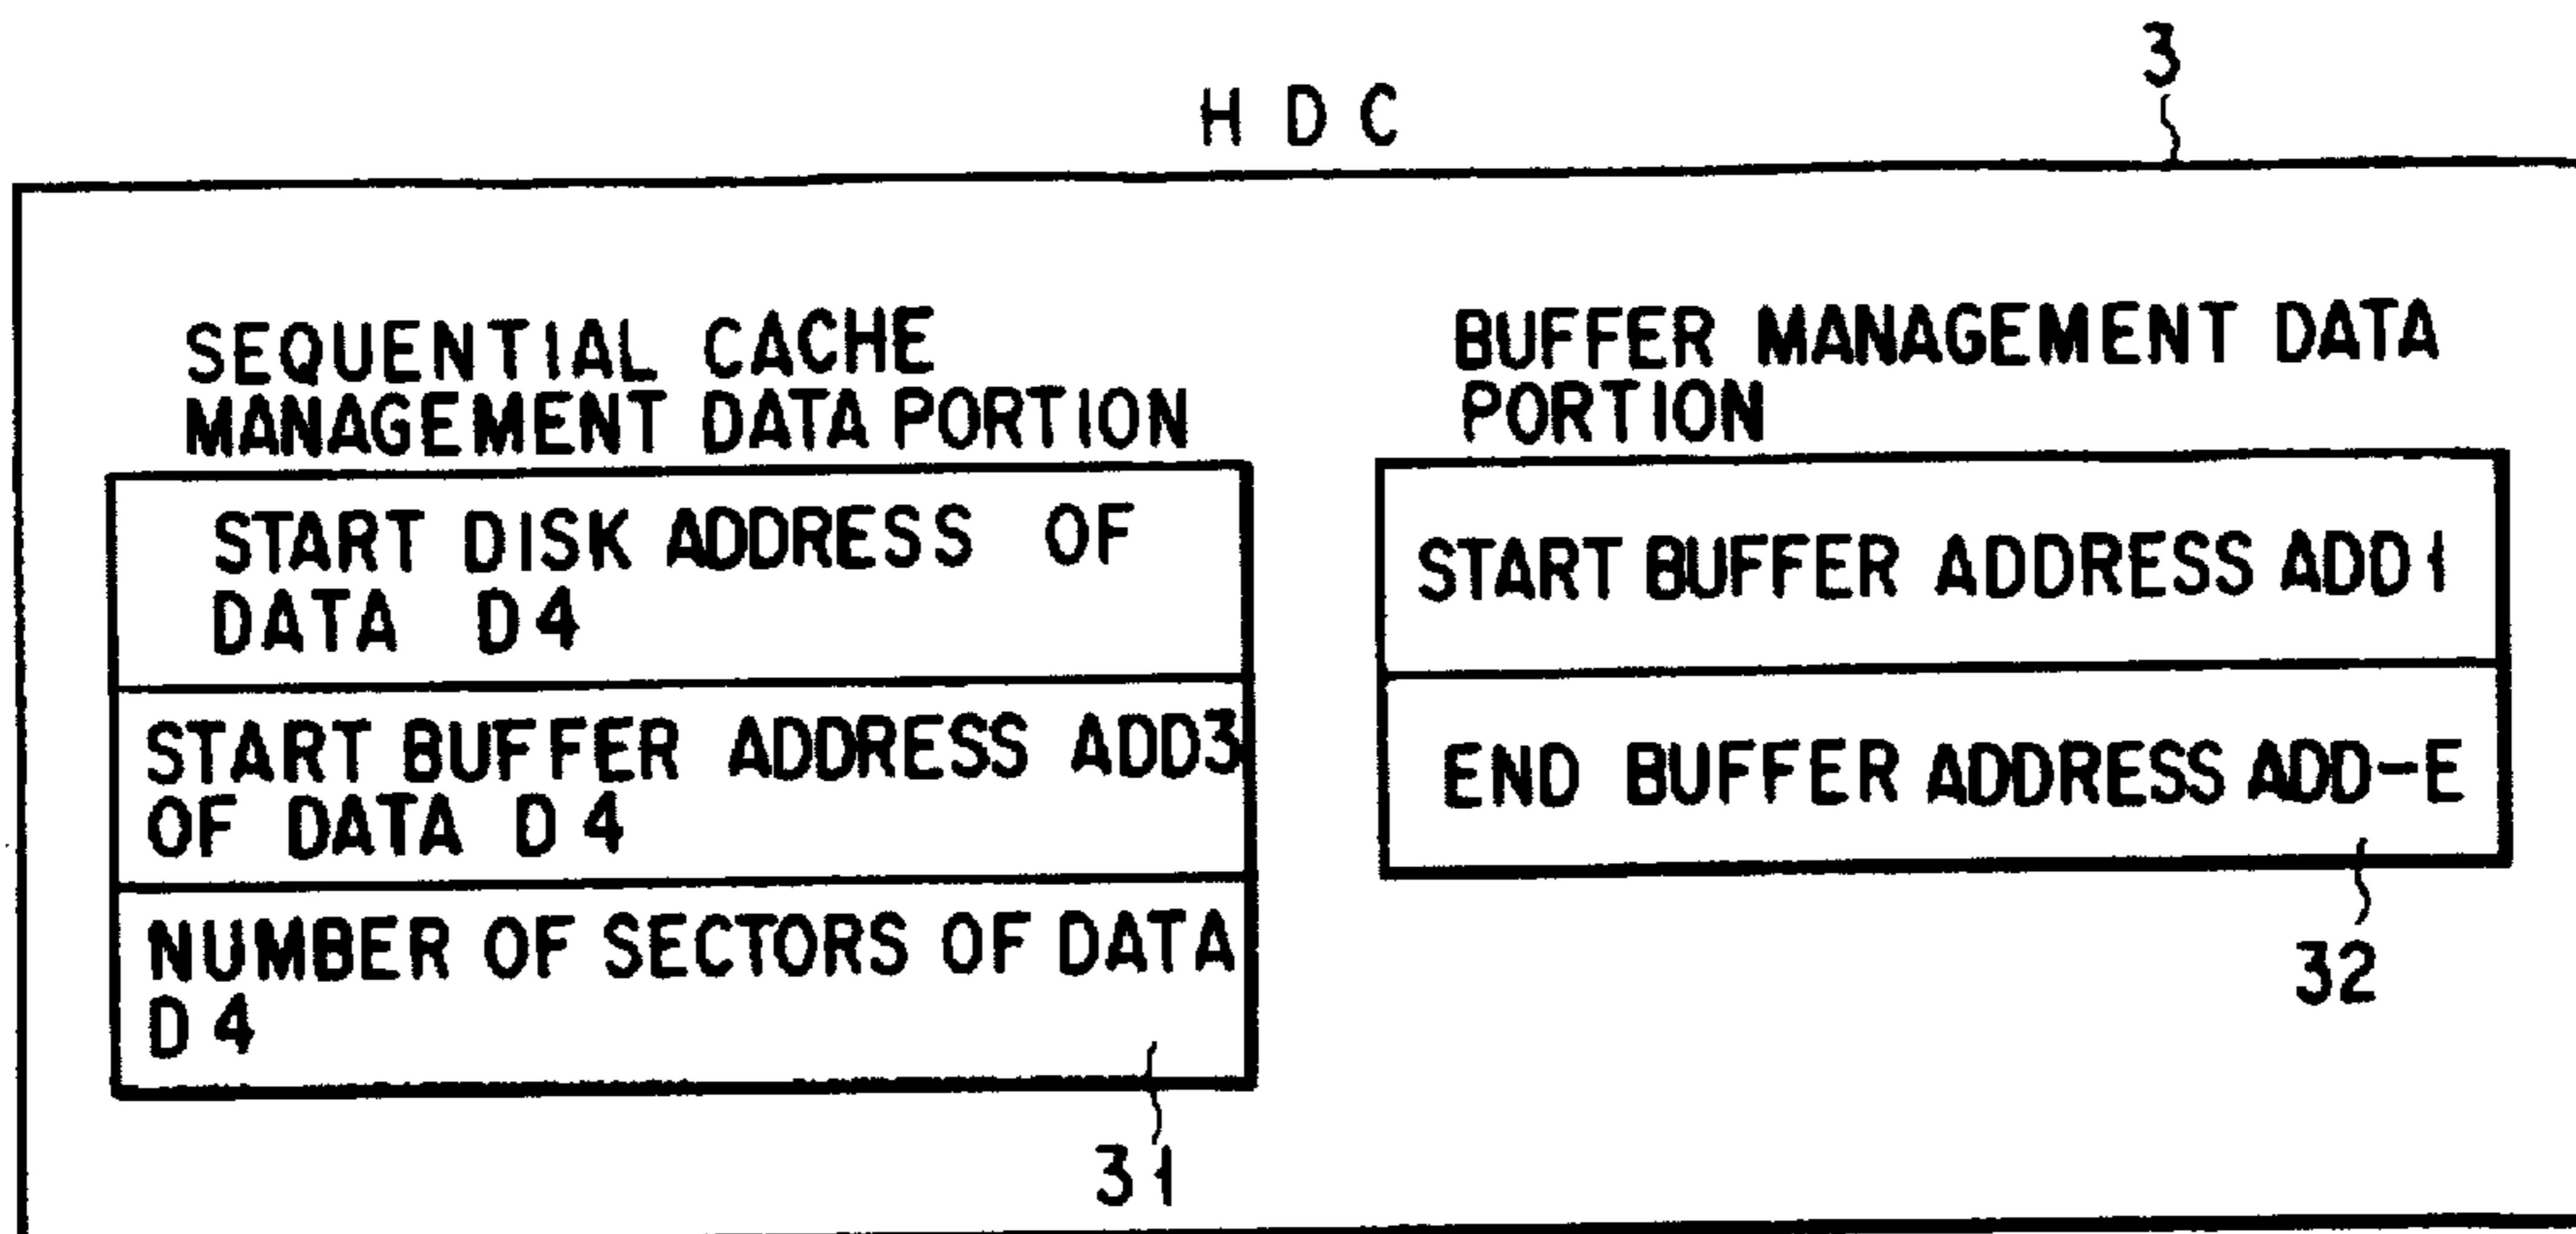 3
H D C
SEQUENTIAL CACHE
MANAGEMENT DATA PORTION
START DISK ADDRESS OF
DATA D4
START BUFFER ADDRESS ADD3
OF DATA D4
NUMBER OF SECTORS OF DATA
D4
31
BUFFER MANAGEMENT DATA
PORTION
START BUFFER ADDRESS ADD1
END BUFFER ADDRESS ADD-E
32